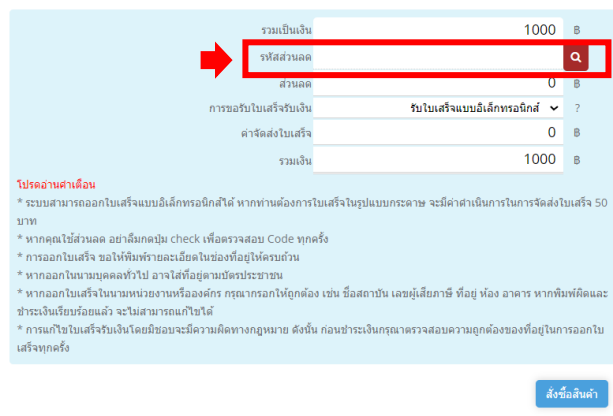 รวมเป็นเงิน 1000 ฿
รหัสส่วนลด
ส่วนลด 0 ฿
การขอรับใบเสร็จรับเงิน รับใบเสร็จแบบอิเล็กทรอนิกส์ ?
ค่าจัดส่งใบเสร็จ 0 ฿
รวมเงิน 1000 ฿
โปรดอ่านคำเตือน
* ระบบสามารถออกใบเสร็จแบบอิเล็กทรอนิกส์ได้ หากท่านต้องการใบเสร็จในรูปแบบกระดาษ จะมีค่าดำเนินการในการจัดส่งใบเสร็จ 50
บาท
* หากคุณใช้ส่วนลด อย่าลืมกดปุ่ม check เพื่อตรวจสอบ Code ทุกครั้ง
* การออกใบเสร็จ ขอให้พิมพ์รายละเอียดในช่องที่อยู่ให้ครบถ้วน
* หากออกในนามบุคคลทั่วไป อาจใส่ที่อยู่ตามบัตรประชาชน
* หากออกใบเสร็จในนามหน่วยงานหรือองค์กร กรุณากรอกให้ถูกต้อง เช่น ชื่อสถาบัน เลขผู้เสียภาษี ที่อยู่ ห้อง อาคาร หากพิมพ์ผิดและ
ชำระเงินเรียบร้อยแล้ว จะไม่สามารถแก้ไขได้
* การแก้ไขใบเสร็จรับเงินโดยมิชอบจะมีความผิดทางกฎหมาย ดังนั้น ก่อนชำระเงินกรุณาตรวจสอบความถูกต้องของที่อยู่ในการออกใบ
เสร็จทุกครั้ง
สั่งซื้อสินค้า